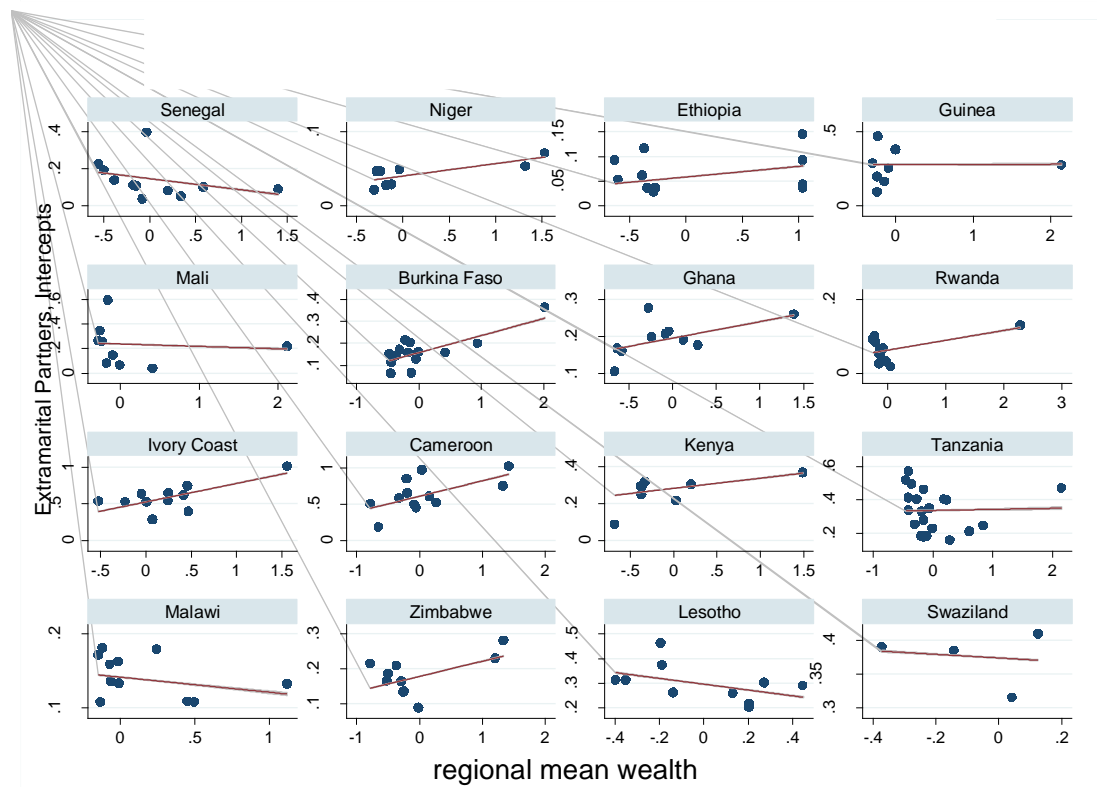 Extramarital Partners, Intercepts
Senegal
.4
.2
0
-.5 0 .5 1 1.5
Niger
.1
0
-.5 0 .5 1 1.5
Ethiopia
.15
.1
.05
-.5 0 .5 1
Guinea
.5
0
0 1 2
Mali
.6
.4
.2
0
0 1 2
Burkina Faso
.4
.3
.2
.1
-1 0 1 2
Ghana
.3
.2
.1
-.5 0 .5 1 1.5
Rwanda
.2
0
0 1 2 3
Ivory Coast
1
.5
0
-.5 0 .5 1 1.5
Cameroon
1
.5
0
-1 0 1 2
Kenya
.4
.2
0
-.5 0 .5 1 1.5
Tanzania
.6
.4
.2
-1 0 1 2
Malawi
.2
.1
0 .5 1
Zimbabwe
.3
.2
.1
-1 0 1 2
Lesotho
.5
.4
.3
.2
-.4 -.2 0 .2 .4
Swaziland
.4
.35
.3
-.4 -.2 0 .2
regional mean wealth